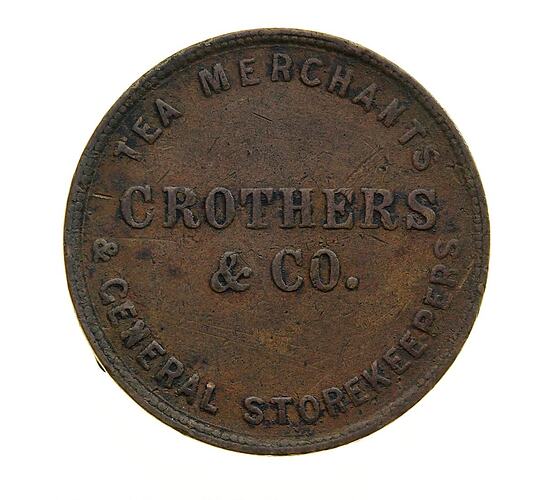 TEA MERCHANTS
CROTHERS
& CO.
& GENERAL STOREKEEPERS